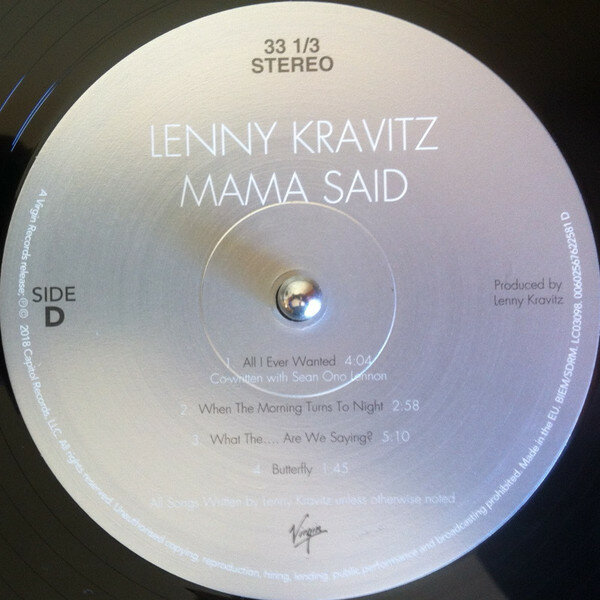 33 1/3
STEREO
LENNY KRAVITZ
MAMA SAID
SIDE
D
Produced by
Lenny Kravitz
1. All I Ever Wanted 4:04
Co-written with Sean Ono Lennon
2. When The Morning Turns To Night 2:58
3. What The.... Are We Saying? 5:10
4. Butterfly 1:45
All Songs Written by Lenny Kravitz unless otherwise noted
Virgin
A Virgin Records release; ℗© 2018 Capitol Records, LLC. All rights reserved. Unauthorised copying, reproduction, hiring, lending, public performance and broadcasting prohibited. Made in the EU. BIEM/SDRM. LC03098. 00602567622581 D